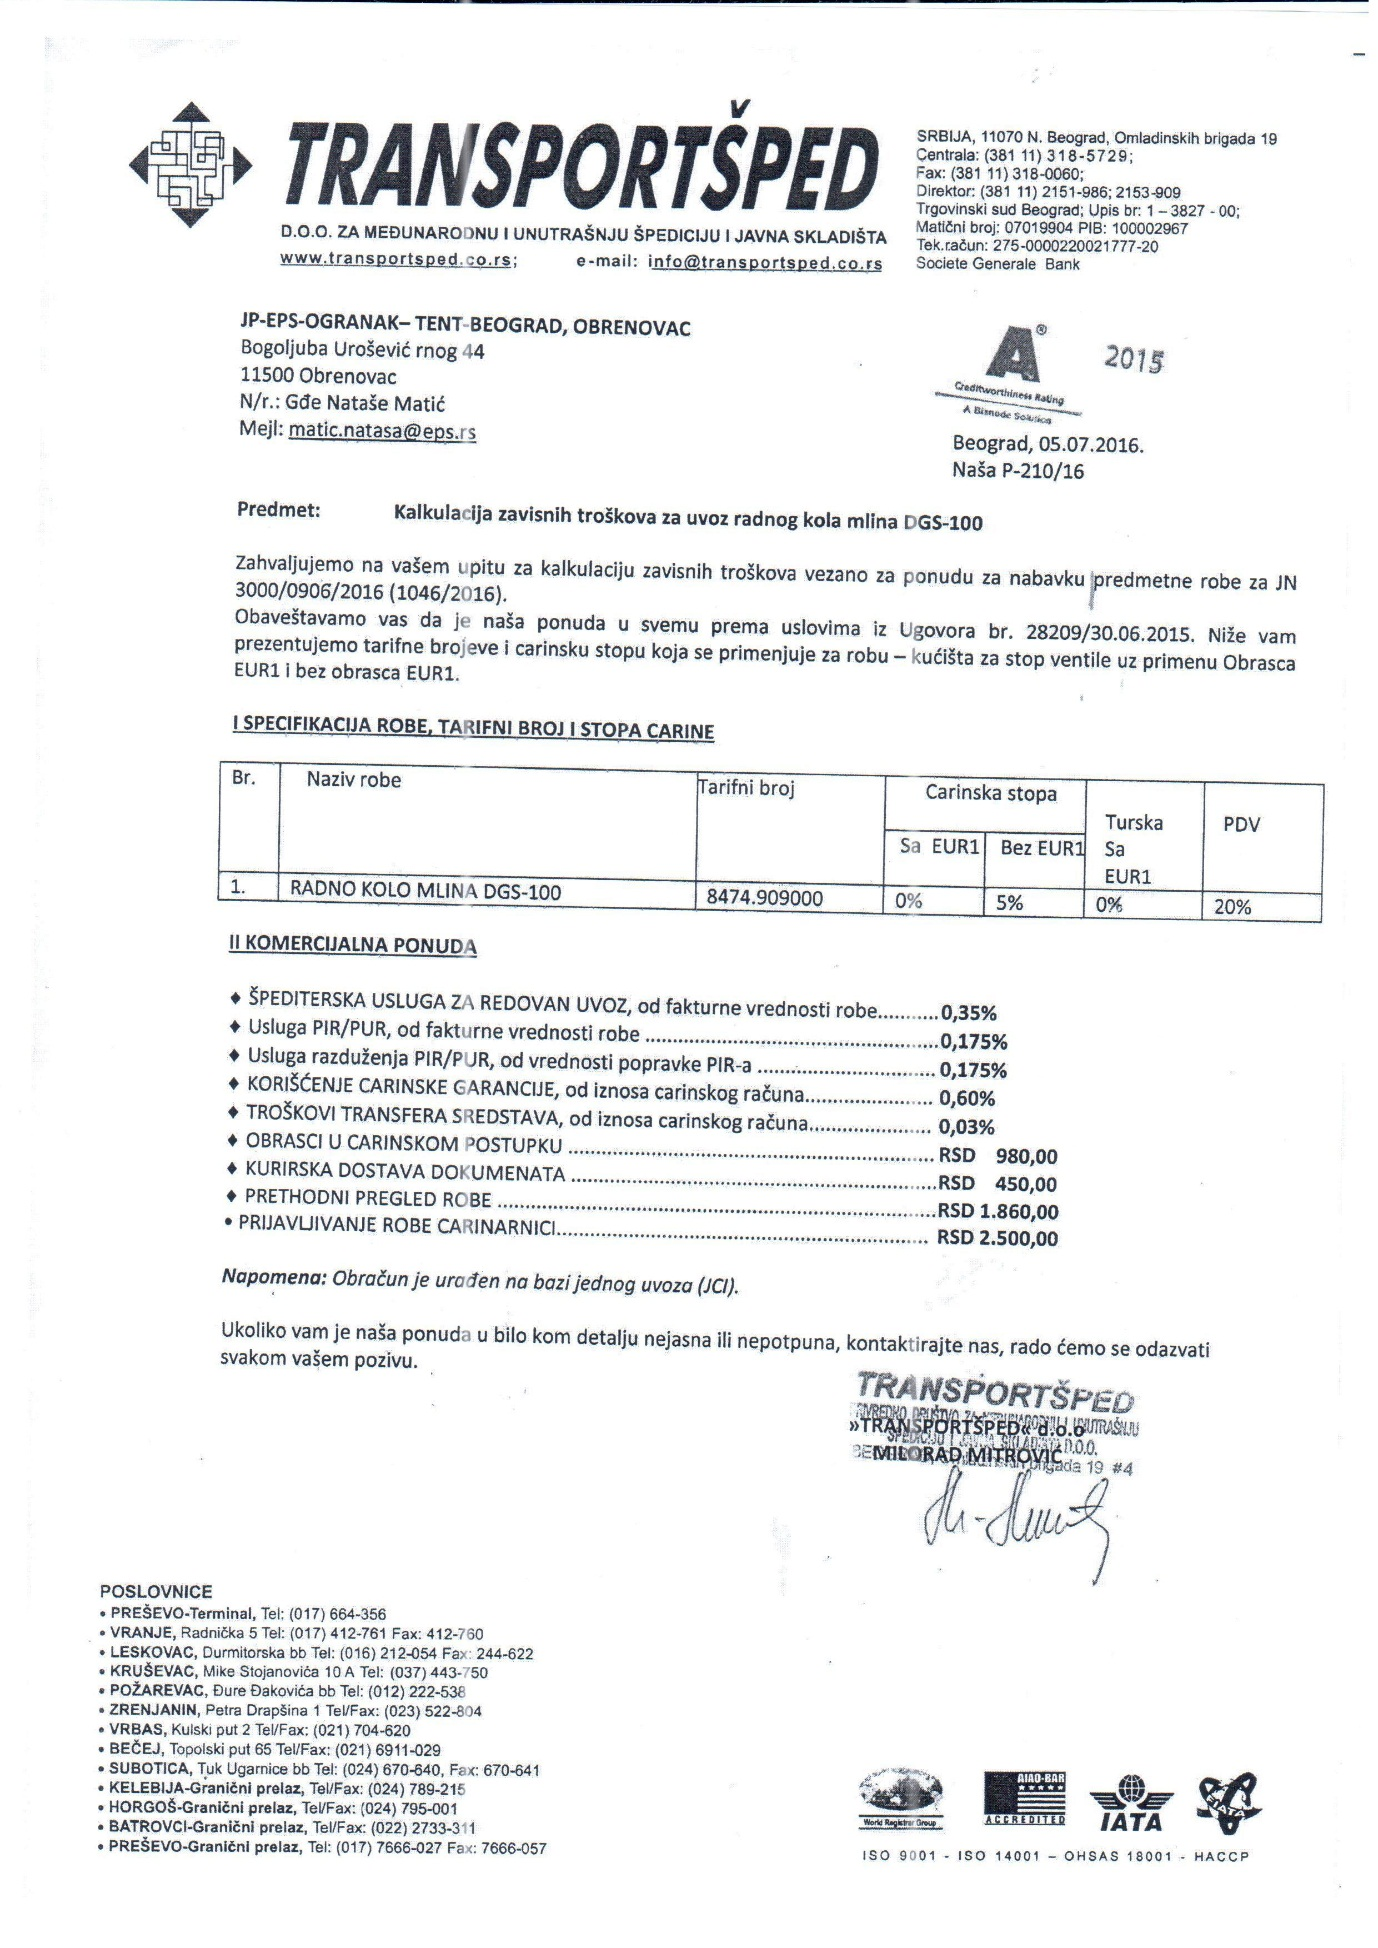 TRANSPORTŠPED
D.O.O. ZA MEĐUNARODNU I UNUTRAŠNJU ŠPEDICIJU I JAVNA SKLADIŠTA
www.transportsped.co.rs; e-mail: info@transportsped.co.rs
SRBIJA, 11070 N. Beograd, Omladinskih brigada 19
Centrala: (381 11) 318-5729;
Fax: (381 11) 318-0060;
Direktor: (381 11) 2151-986; 2153-909
Trgovinski sud Beograd; Upis br: 1 – 3827 - 00;
Matični broj: 07019904 PIB: 100002967
Tek.račun: 275-0000220021777-20
Societe Generale Bank
JP-EPS-OGRANAK– TENT-BEOGRAD, OBRENOVAC
Bogoljuba Urošević rnog 44
11500 Obrenovac
N/r.: Gđe Nataše Matić
Mejl: matic.natasa@eps.rs
A® 2015
Creditworthiness Rating
A Bisnode Solution
Beograd, 05.07.2016.
Naša P-210/16
Predmet: Kalkulacija zavisnih troškova za uvoz radnog kola mlina DGS-100
Zahvaljujemo na vašem upitu za kalkulaciju zavisnih troškova vezano za ponudu za nabavku predmetne robe za JN
3000/0906/2016 (1046/2016).
Obaveštavamo vas da je naša ponuda u svemu prema uslovima iz Ugovora br. 28209/30.06.2015. Niže vam
prezentujemo tarifne brojeve i carinsku stopu koja se primenjuje za robu – kućišta za stop ventile uz primenu Obrasca
EUR1 i bez obrasca EUR1.
I SPECIFIKACIJA ROBE, TARIFNI BROJ I STOPA CARINE
Br. Naziv robe Tarifni broj Carinska stopa Turska Sa EUR1 PDV
Sa EUR1 Bez EUR1
1. RADNO KOLO MLINA DGS-100 8474.909000 0% 5% 0% 20%
II KOMERCIJALNA PONUDA
♦ ŠPEDITERSKA USLUGA ZA REDOVAN UVOZ, od fakturne vrednosti robe..........0,35%
♦ Usluga PIR/PUR, od fakturne vrednosti robe ..................................................0,175%
♦ Usluga razduženja PIR/PUR, od vrednosti popravke PIR-a ............................... 0,175%
♦ KORIŠĆENJE CARINSKE GARANCIJE, od iznosa carinskog računa...................... 0,60%
♦ TROŠKOVI TRANSFERA SREDSTAVA, od iznosa carinskog računa..................... 0,03%
♦ OBRASCI U CARINSKOM POSTUPKU ............................................................... RSD 980,00
♦ KURIRSKA DOSTAVA DOKUMENATA ...............................................................RSD 450,00
♦ PRETHODNI PREGLED ROBE ...........................................................................RSD 1.860,00
• PRIJAVLJIVANJE ROBE CARINARNICI................................................................ RSD 2.500,00
Napomena: Obračun je urađen na bazi jednog uvoza (JCI).
Ukoliko vam je naša ponuda u bilo kom detalju nejasna ili nepotpuna, kontaktirajte nas, rado ćemo se odazvati
svakom vašem pozivu.
TRANSPORTŠPED
»TRANSPORTŠPED« d.o.o
MILORAD MITROVIĆ
brigada 19 #4
POSLOVNICE
• PREŠEVO-Terminal, Tel: (017) 664-356
• VRANJE, Radnička 5 Tel: (017) 412-761 Fax: 412-760
• LESKOVAC, Durmitorska bb Tel: (016) 212-054 Fax: 244-622
• KRUŠEVAC, Mike Stojanovića 10 A Tel: (037) 443-750
• POŽAREVAC, Đure Đakovića bb Tel: (012) 222-538
• ZRENJANIN, Petra Drapšina 1 Tel/Fax: (023) 522-804
• VRBAS, Kulski put 2 Tel/Fax: (021) 704-620
• BEČEJ, Topolski put 65 Tel/Fax: (021) 6911-029
• SUBOTICA, Tuk Ugarnice bb Tel: (024) 670-640, Fax: 670-641
• KELEBIJA-Granični prelaz, Tel/Fax: (024) 789-215
• HORGOŠ-Granični prelaz, Tel/Fax: (024) 795-001
• BATROVCI-Granični prelaz, Tel/Fax: (022) 2733-311
• PREŠEVO-Granični prelaz, Tel: (017) 7666-027 Fax: 7666-057
World Registrar Group
AIAO-BAR
ACCREDITED
IATA
FIATA
ISO 9001 - ISO 14001 – OHSAS 18001 - HACCP